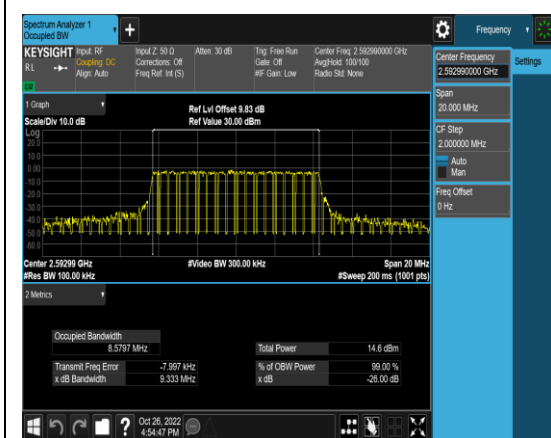 Spectrum Analyzer 1
Occupied BW
Frequency
KEYSIGHT
R L
Input: RF
Coupling: DC
Align: Auto
Input Z: 50 Ω
Corrections: Off
Freq Ref: Int (S)
Atten: 30 dB
Trig: Free Run
Gate: Off
#IF Gain: Low
Center Freq: 2.592990000 GHz
Avg|Hold: 100/100
Radio Std: None
Center Frequency
2.592990000 GHz
Settings
Span
20.000 MHz
CF Step
2.000000 MHz
Auto
Man
Freq Offset
0 Hz
1 Graph
Scale/Div 10.0 dB
Ref Lvl Offset 9.83 dB
Ref Value 30.00 dBm
Log
20.0
10.0
0.00
-10.0
-20.0
-30.0
-40.0
-50.0
-60.0
Center 2.59299 GHz
#Res BW 100.00 kHz
#Video BW 300.00 kHz
Span 20 MHz
#Sweep 200 ms (1001 pts)
2 Metrics
Occupied Bandwidth
8.5797 MHz
Total Power 14.6 dBm
Transmit Freq Error -7.997 kHz
% of OBW Power 99.00 %
x dB Bandwidth 9.333 MHz
x dB -26.00 dB
?
Oct 26, 2022
4:54:47 PM